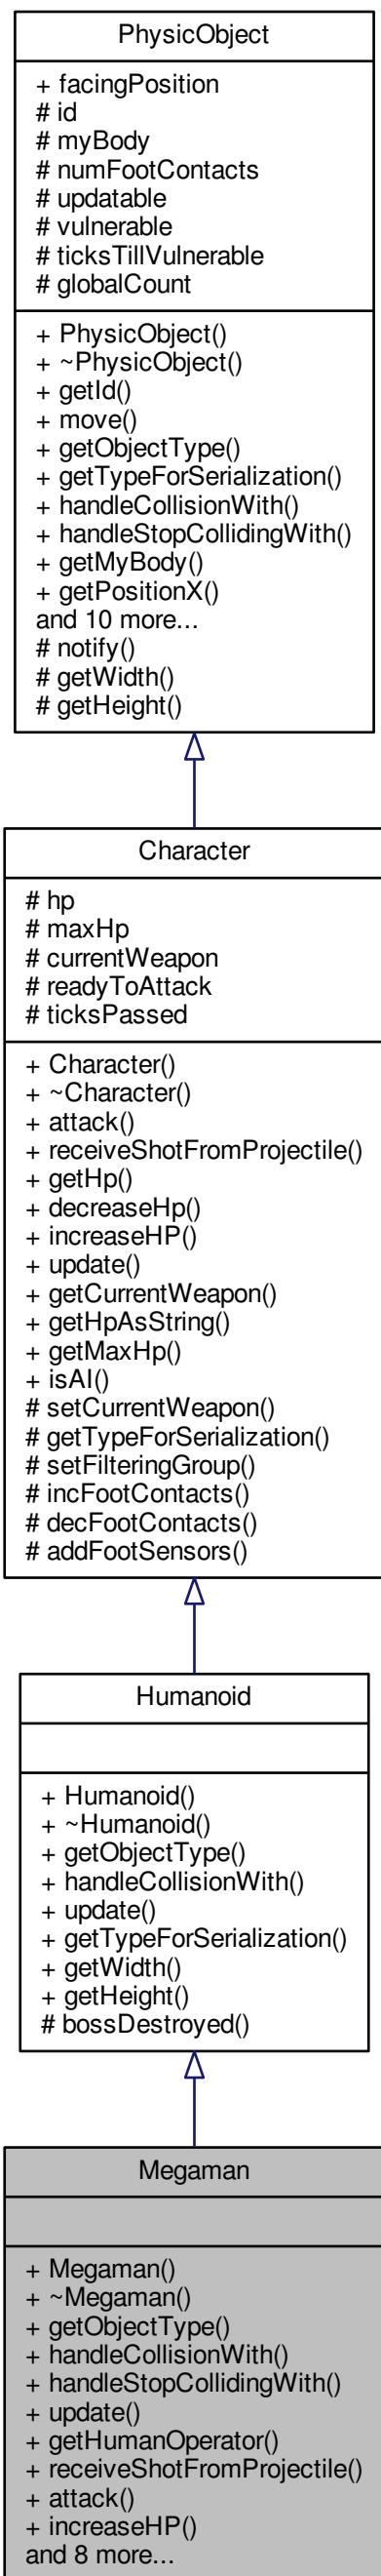 PhysicObject
+ facingPosition
# id
# myBody
# numFootContacts
# updatable
# vulnerable
# ticksTillVulnerable
# globalCount
+ PhysicObject()
+ ~PhysicObject()
+ getId()
+ move()
+ getObjectType()
+ getTypeForSerialization()
+ handleCollisionWith()
+ handleStopCollidingWith()
+ getMyBody()
+ getPositionX()
and 10 more...
# notify()
# getWidth()
# getHeight()
Character
# hp
# maxHp
# currentWeapon
# readyToAttack
# ticksPassed
+ Character()
+ ~Character()
+ attack()
+ receiveShotFromProjectile()
+ getHp()
+ decreaseHp()
+ increaseHP()
+ update()
+ getCurrentWeapon()
+ getHpAsString()
+ getMaxHp()
+ isAI()
# setCurrentWeapon()
# getTypeForSerialization()
# setFilteringGroup()
# incFootContacts()
# decFootContacts()
# addFootSensors()
Humanoid
+ Humanoid()
+ ~Humanoid()
+ getObjectType()
+ handleCollisionWith()
+ update()
+ getTypeForSerialization()
+ getWidth()
+ getHeight()
# bossDestroyed()
Megaman
+ Megaman()
+ ~Megaman()
+ getObjectType()
+ handleCollisionWith()
+ handleStopCollidingWith()
+ update()
+ getHumanOperator()
+ receiveShotFromProjectile()
+ attack()
+ increaseHP()
and 8 more...